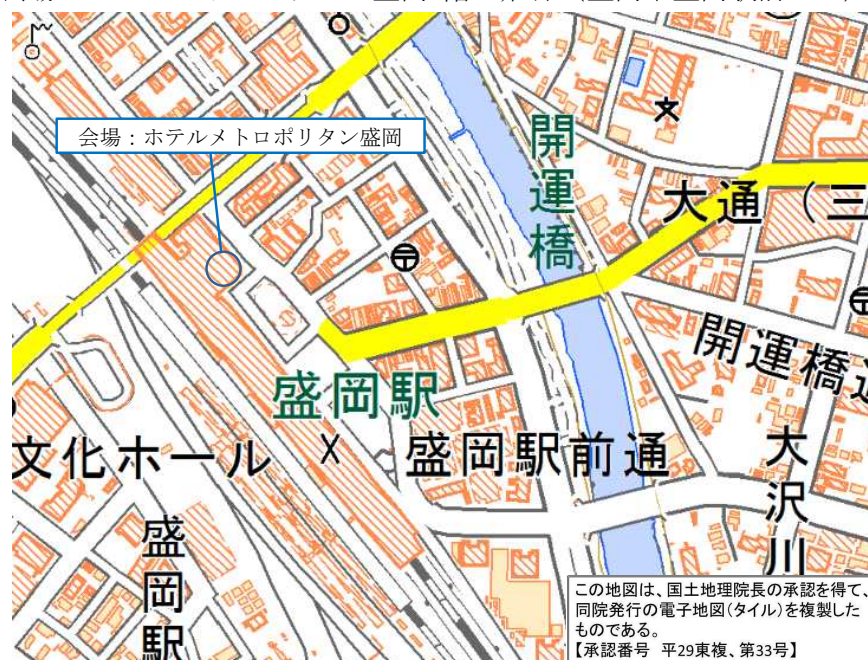 会場：ホテルメトロポリタン盛岡
開運橋
大通（三
盛岡駅
開運橋通
文化ホール
盛岡駅前通
大沢川
盛岡駅
この地図は、国土地理院長の承認を得て、
同院発行の電子地図(タイル)を複製した
ものである。
【承認番号　平29東複、第33号】